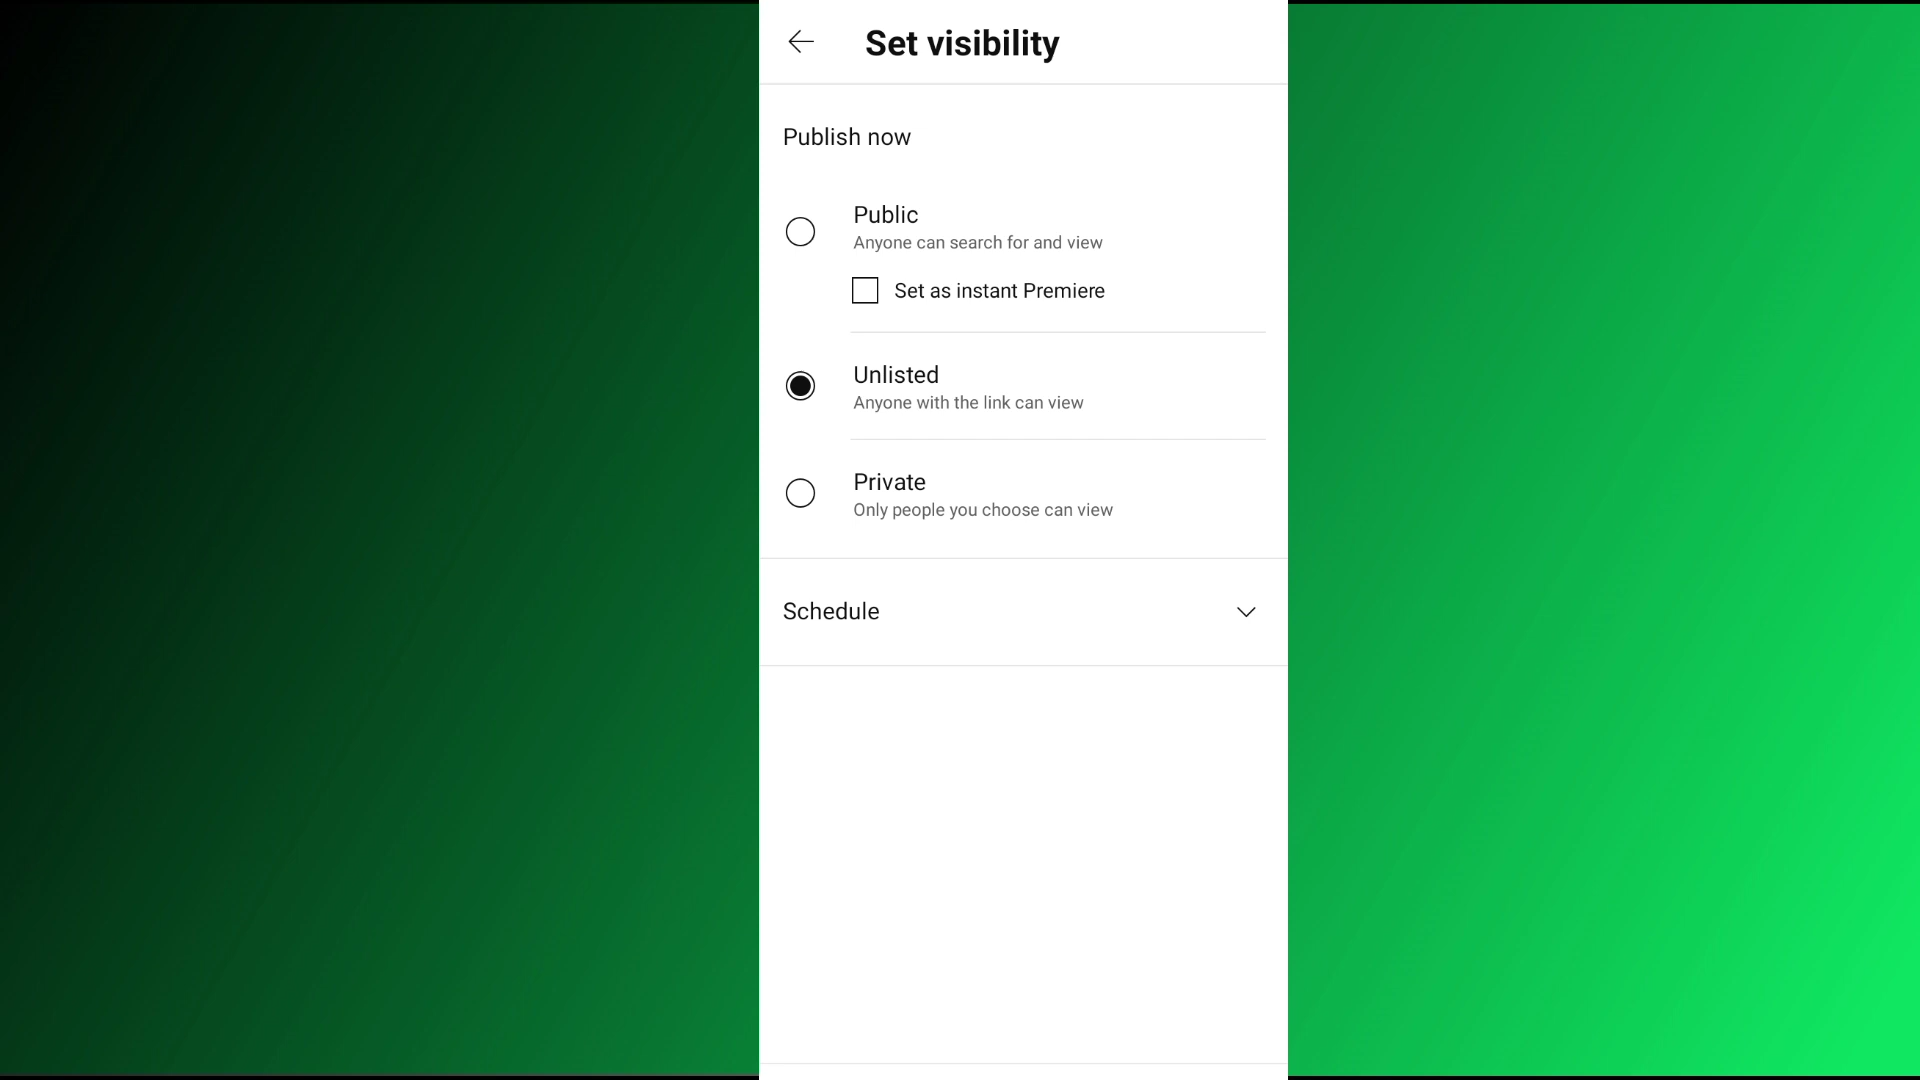 Set visibility
Publish now
Public
Anyone can search for and view
Set as instant Premiere
Unlisted
Anyone with the link can view
Private
Only people you choose can view
Schedule